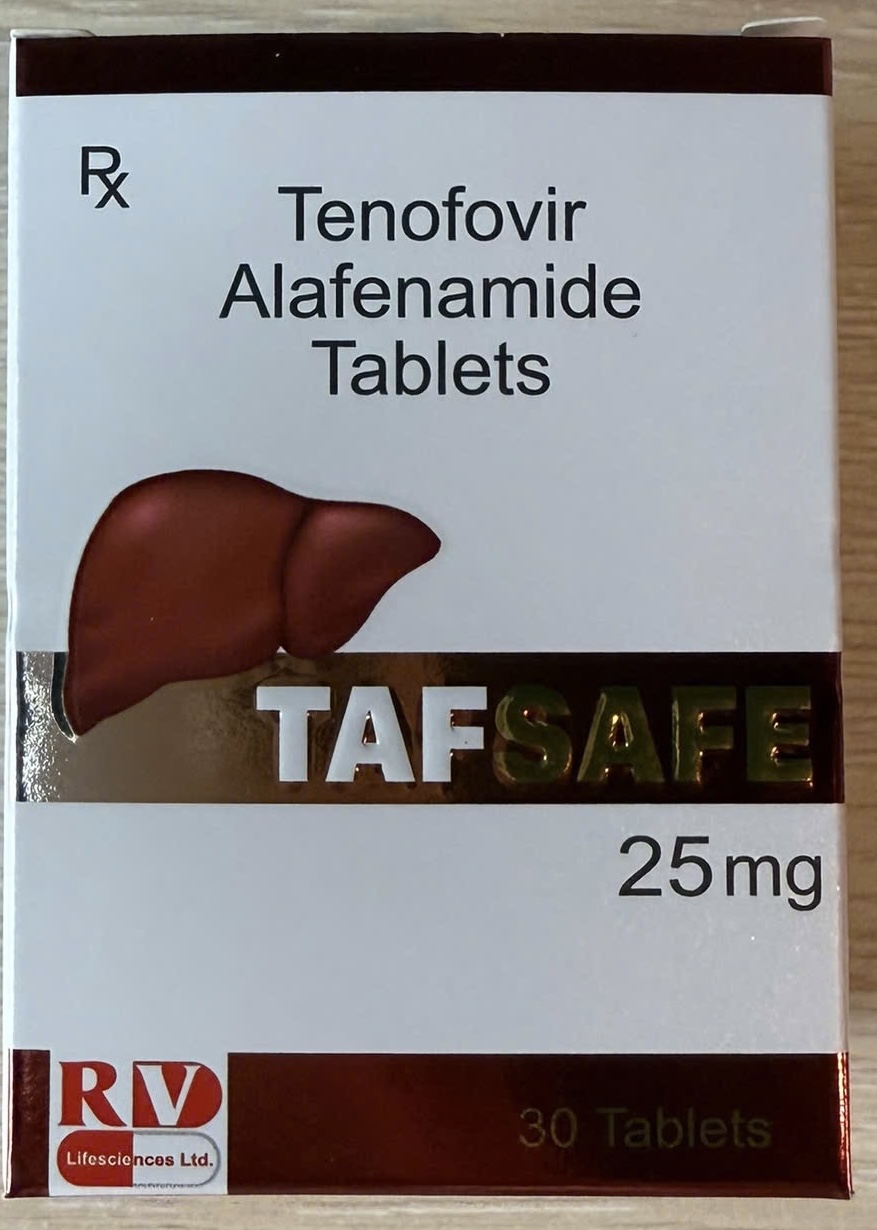 Rx
Tenofovir
Alafenamide
Tablets
TAFSAFE
25mg
RV
Lifesciences Ltd.
30 Tablets